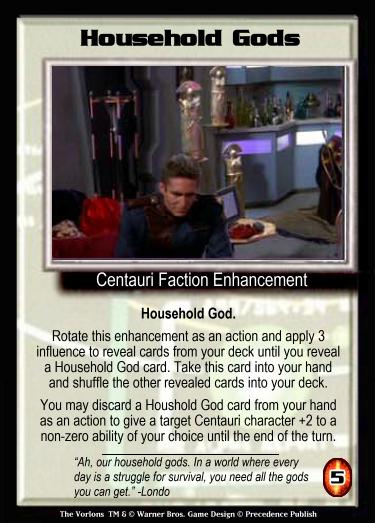 Household Gods
Centauri Faction Enhancement
Household God.
Rotate this enhancement as an action and apply 3
influence to reveal cards from your deck until you reveal
a Household God card. Take this card into your hand
and shuffle the other revealed cards into your deck.
You may discard a Houshold God card from your hand
as an action to give a target Centauri character +2 to a
non-zero ability of your choice until the end of the turn.
"Ah, our household gods. In a world where every
day is a struggle for survival, you need all the gods
you can get." -Londo
5
The Vorlons TM & © Warner Bros. Game Design © Precedence Publish